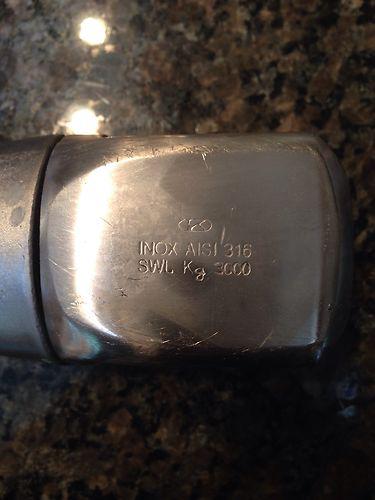 INOX AISI 316
SWL Kg 3000